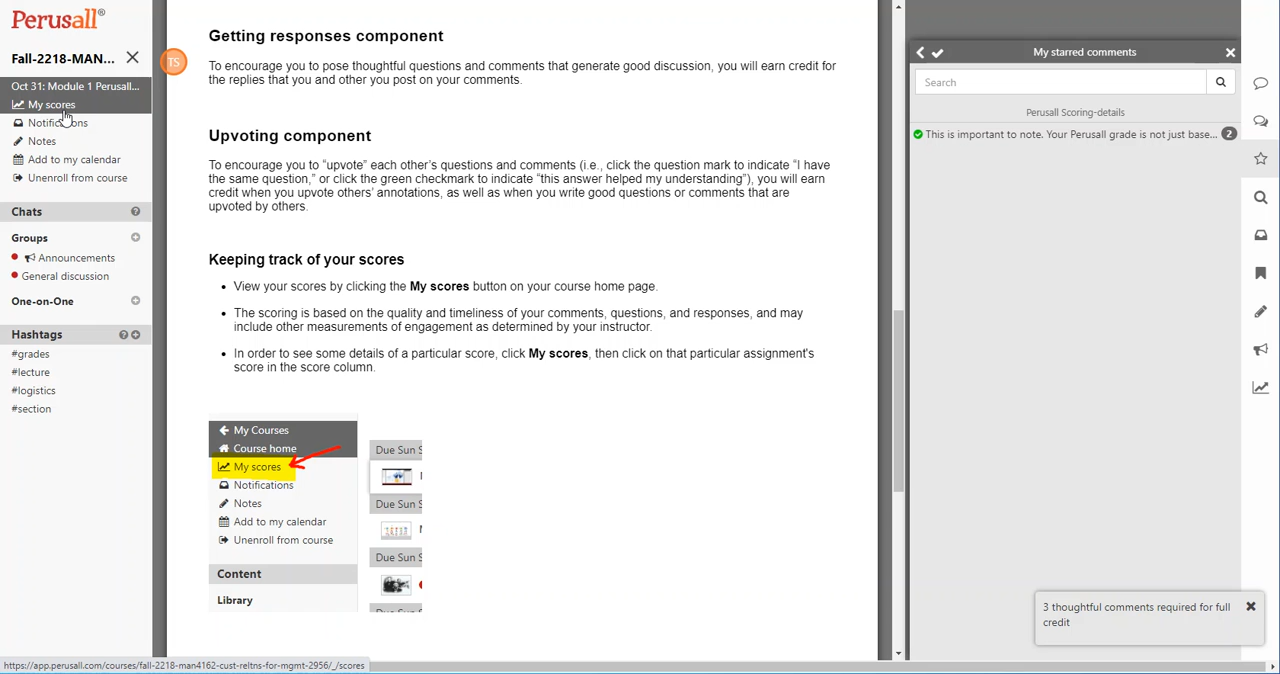 Perusall®
Fall-2218-MAN...
Oct 31: Module 1 Perusall...
My scores
Notifications
Notes
Add to my calendar
Unenroll from course
Chats
Groups
Announcements
General discussion
One-on-One
Hashtags
#grades
#lecture
#logistics
#section
https://app.perusall.com/courses/fall-2218-man4162-cust-reltns-for-mgmt-2956/_/scores
TS
Getting responses component
To encourage you to pose thoughtful questions and comments that generate good discussion, you will earn credit for
the replies that you and other you post on your comments.
Upvoting component
To encourage you to “upvote” each other’s questions and comments (i.e., click the question mark to indicate “I have
the same question,” or click the green checkmark to indicate “this answer helped my understanding”), you will earn
credit when you upvote others’ annotations, as well as when you write good questions or comments that are
upvoted by others.
Keeping track of your scores
• View your scores by clicking the My scores button on your course home page.
• The scoring is based on the quality and timeliness of your comments, questions, and responses, and may
include other measurements of engagement as determined by your instructor.
• In order to see some details of a particular score, click My scores, then click on that particular assignment's
score in the score column.
My Courses
Course home
My scores
Notifications
Notes
Add to my calendar
Unenroll from course
Content
Library
Due Sun S
Due Sun S
Due Sun S
My starred comments
Search
Perusall Scoring-details
This is important to note. Your Perusall grade is not just base...
2
3 thoughtful comments required for full
credit